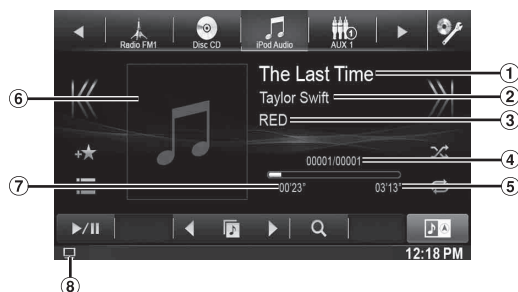 Radio FM1 Disc CD iPod Audio AUX 1
The Last Time 1
Taylor Swift 2
RED 3
6
00001/00001 4
7 00'23" 03'13" 5
12:18 PM
8